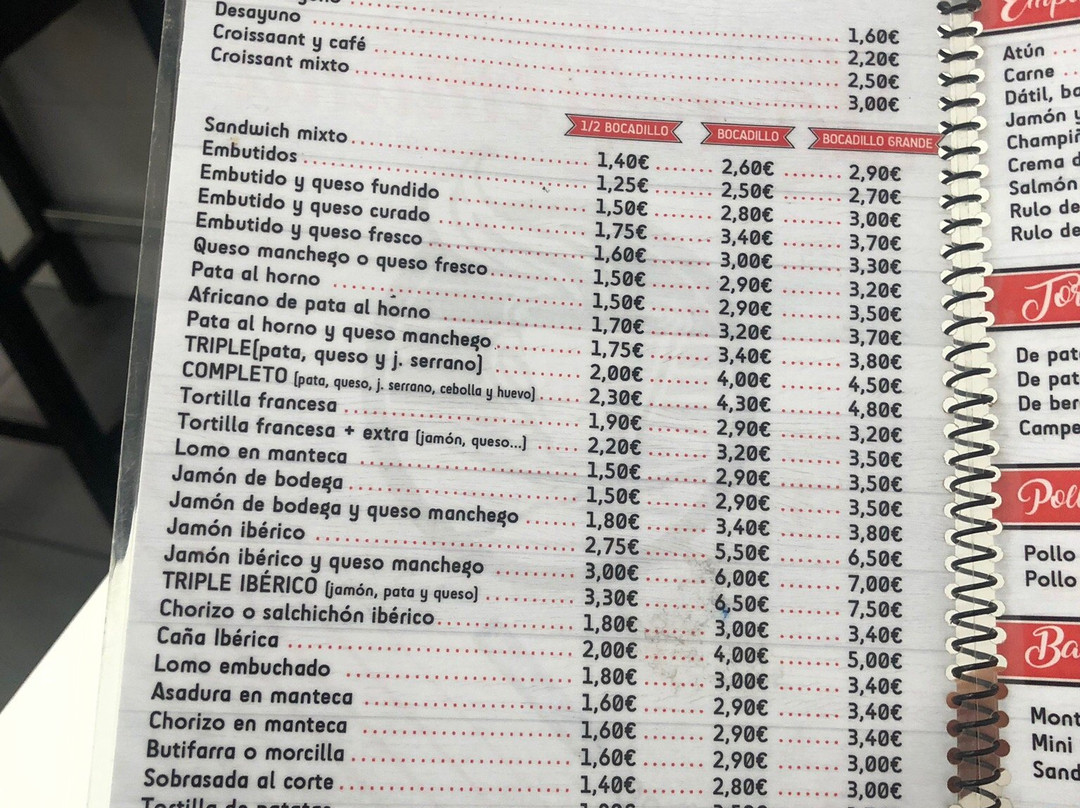 1,60€
Desayuno 2,20€
Croissaant y café 2,50€
Croissant mixto 3,00€
1/2 BOCADILLO BOCADILLO BOCADILLO GRANDE
Sandwich mixto 1,40€ 2,60€ 2,90€
Embutidos 1,25€ 2,50€ 2,70€
Embutido y queso fundido 1,50€ 2,80€ 3,00€
Embutido y queso curado 1,75€ 3,40€ 3,70€
Embutido y queso fresco 1,60€ 3,00€ 3,30€
Queso manchego o queso fresco 1,50€ 2,90€ 3,20€
Pata al horno 1,50€ 2,90€ 3,50€
Africano de pata al horno 1,70€ 3,20€ 3,70€
Pata al horno y queso manchego 1,75€ 3,40€ 3,80€
TRIPLE(pata, queso y j. serrano) 2,00€ 4,00€ 4,50€
COMPLETO (pata, queso, j. serrano, cebolla y huevo) 2,30€ 4,30€ 4,80€
Tortilla francesa 1,90€ 2,90€ 3,20€
Tortilla francesa + extra (jamón, queso...) 2,20€ 3,20€ 3,50€
Lomo en manteca 1,50€ 2,90€ 3,50€
Jamón de bodega 1,50€ 2,90€ 3,50€
Jamón de bodega y queso manchego 1,80€ 3,40€ 3,80€
Jamón ibérico 2,75€ 5,50€ 6,50€
Jamón ibérico y queso manchego 3,00€ 6,00€ 7,00€
TRIPLE IBÉRICO (jamón, pata y queso) 3,30€ 6,50€ 7,50€
Chorizo o salchichón ibérico 1,80€ 3,00€ 3,40€
Caña Ibérica 2,00€ 4,00€ 5,00€
Lomo embuchado 1,80€ 3,00€ 3,40€
Asadura en manteca 1,60€ 2,90€ 3,40€
Chorizo en manteca 1,60€ 2,90€ 3,40€
Butifarra o morcilla 1,60€ 2,90€ 3,00€
Sobrasada al corte 1,40€ 2,80€ 3,00€
Tortilla de patatas
Atún
Carne
Dátil, ba
Jamón y
Champiñ
Crema d
Salmón
Rulo de
Rulo de
Tor
De pat
De pat
De ber
Campe
Poll
Pollo
Pollo
Ba
Mont
Mini
Sand